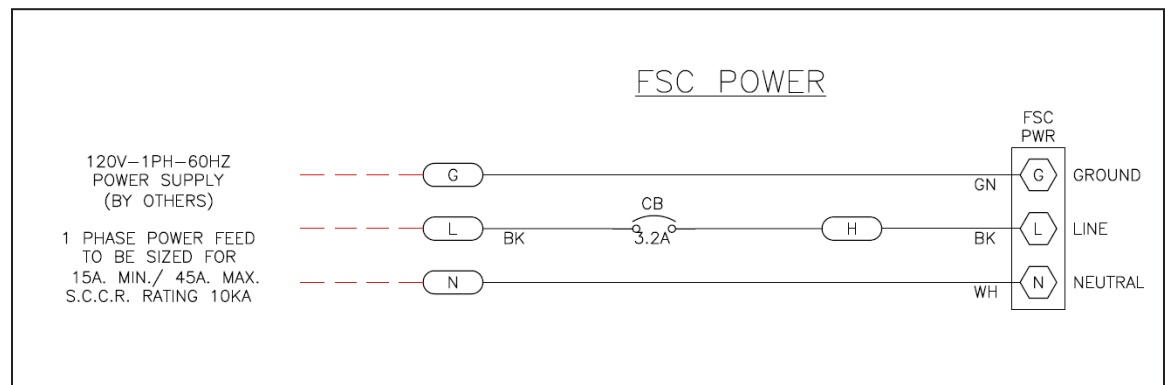 FSC POWER
FSC
PWR
120V-1PH-60HZ
POWER SUPPLY
(BY OTHERS)
1 PHASE POWER FEED
TO BE SIZED FOR
15A. MIN./ 45A. MAX.
S.C.C.R. RATING 10KA
G
GN
G
GROUND
L
BK
CB
3.2A
H
BK
L
LINE
N
WH
N
NEUTRAL